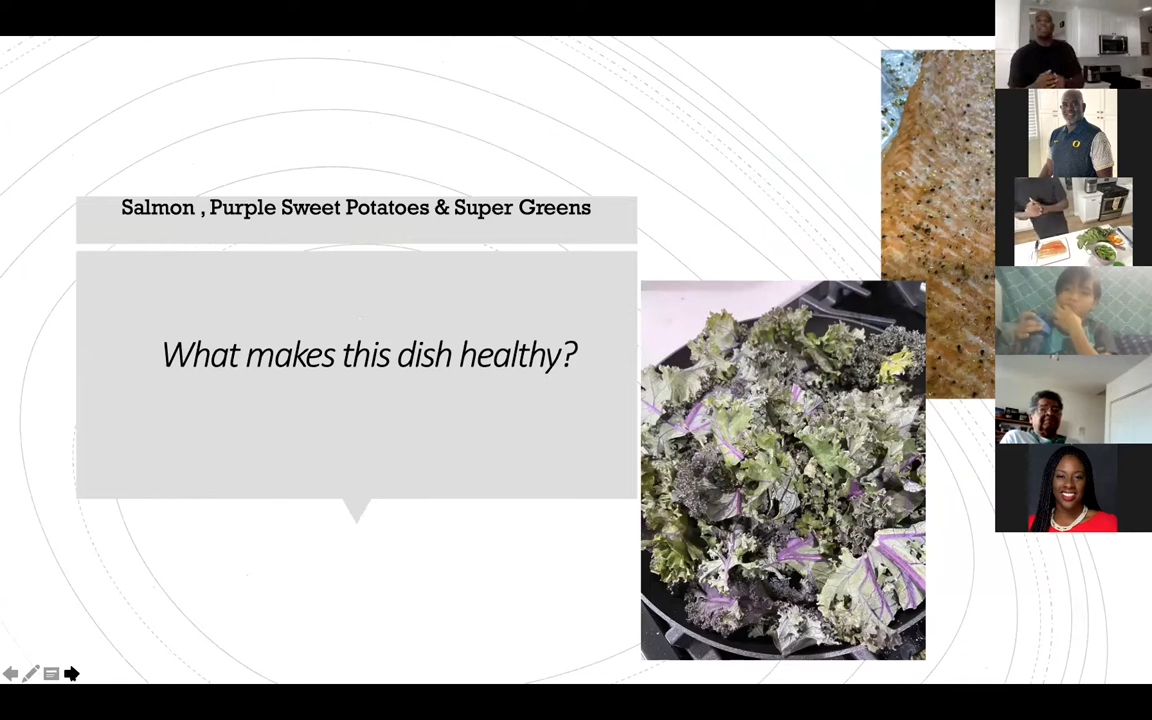 Salmon , Purple Sweet Potatoes & Super Greens
What makes this dish healthy?
O